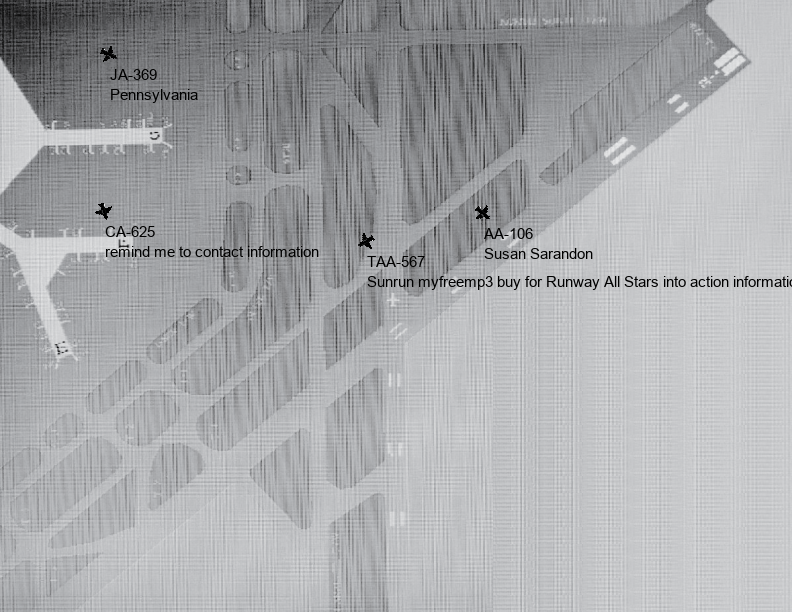 JA-369
Pennsylvania
CA-625
remind me to contact information
AA-106
Susan Sarandon
TAA-567
Sunrun myfreemp3 buy for Runway All Stars into action informatio